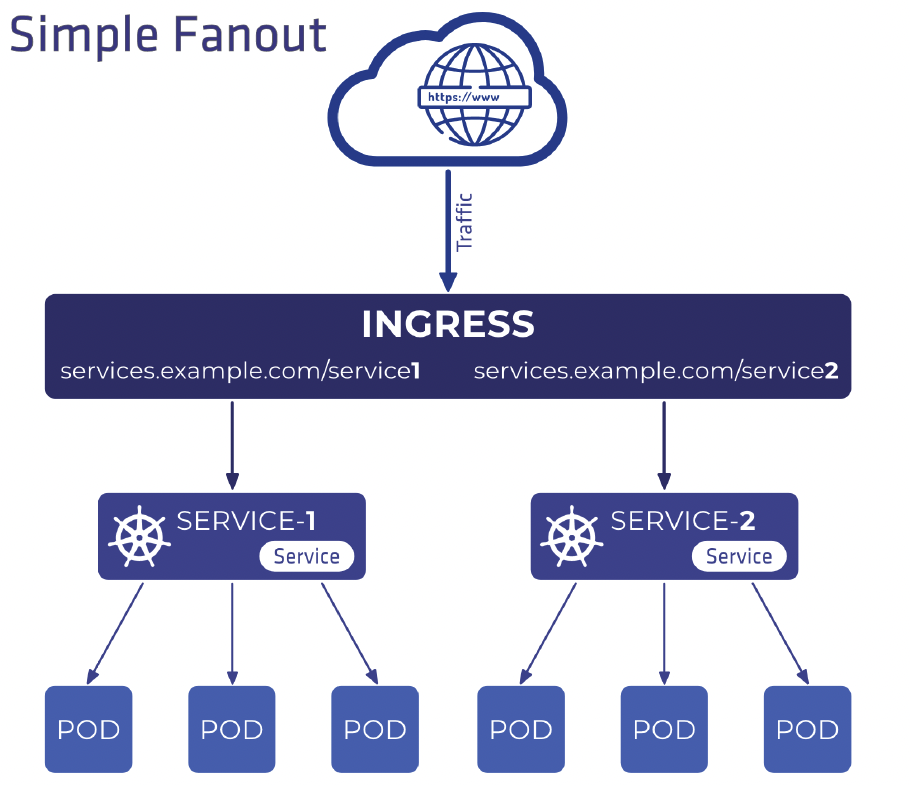 Simple Fanout
https://www
Traffic
INGRESS
services.example.com/service1
services.example.com/service2
SERVICE-1
Service
SERVICE-2
Service
POD
POD
POD
POD
POD
POD